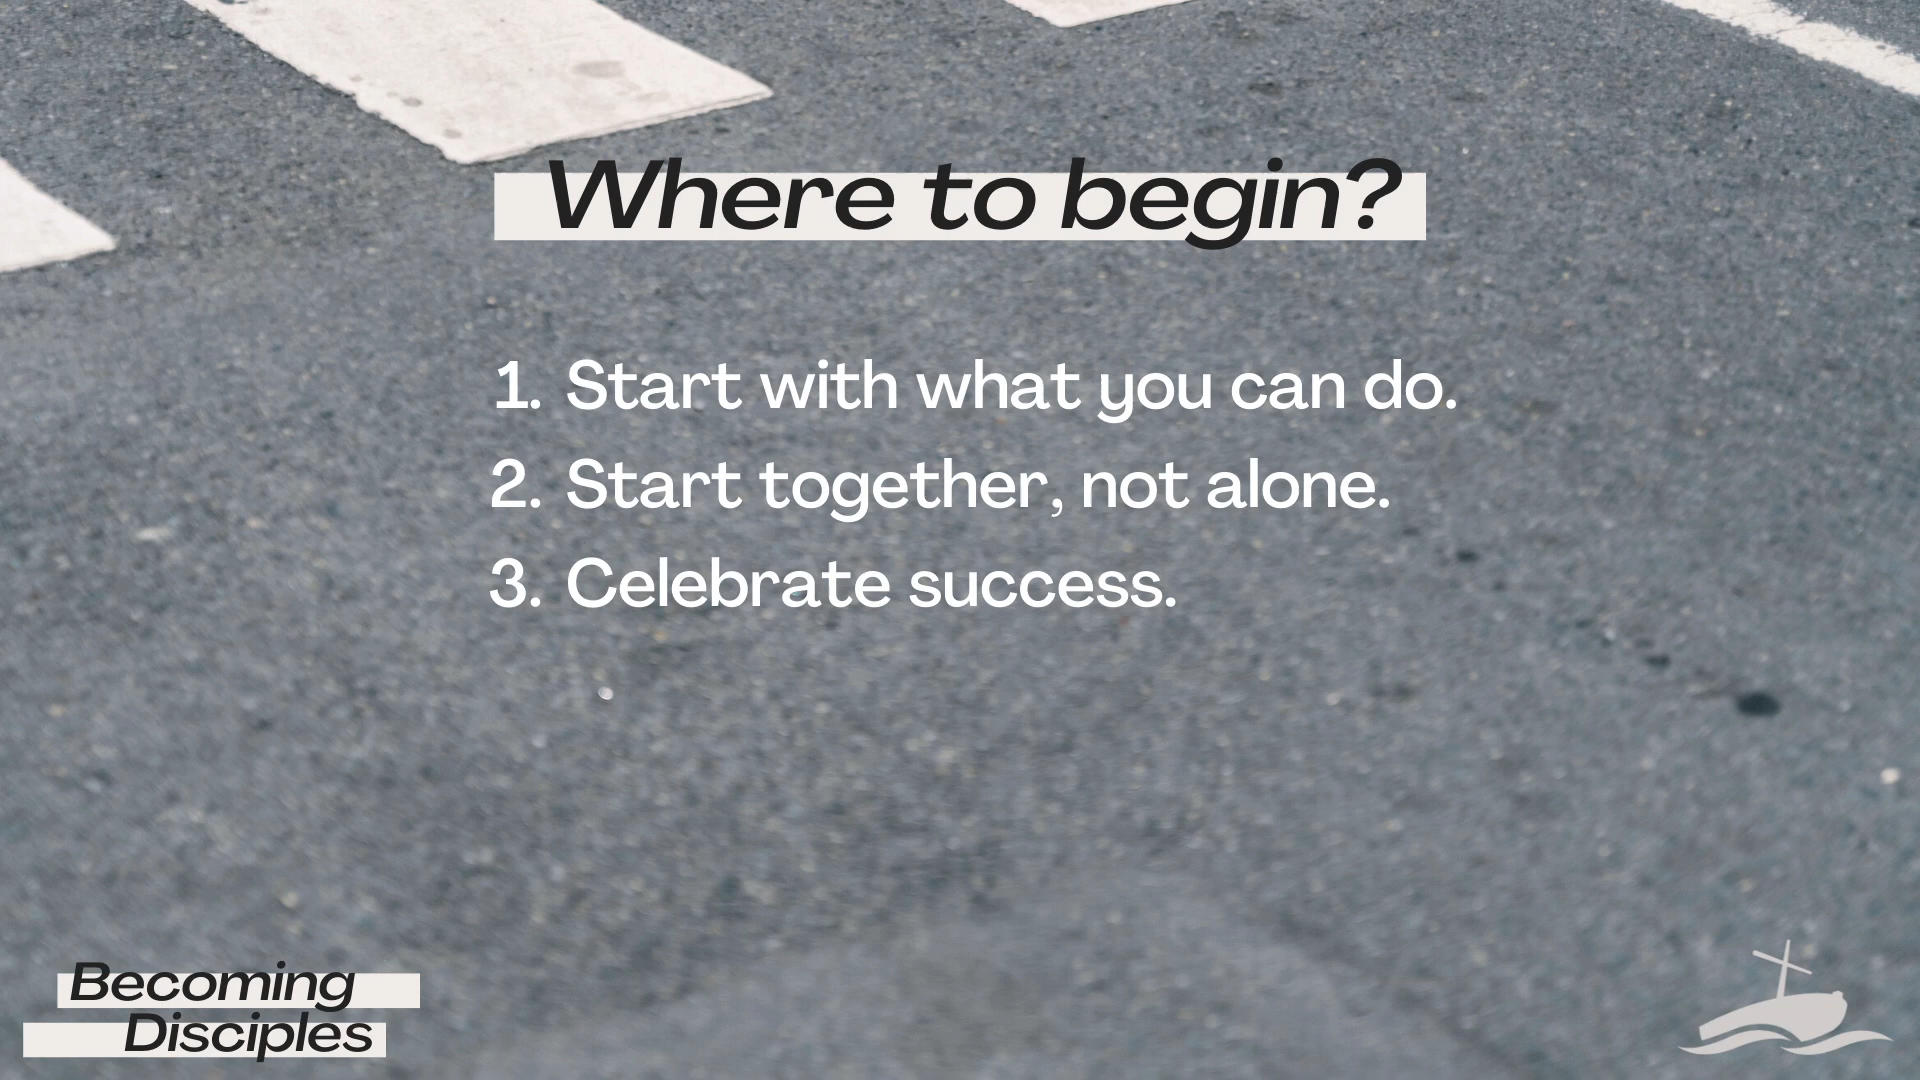 Where to begin?
1. Start with what you can do.
2. Start together, not alone.
3. Celebrate success.
Becoming
Disciples